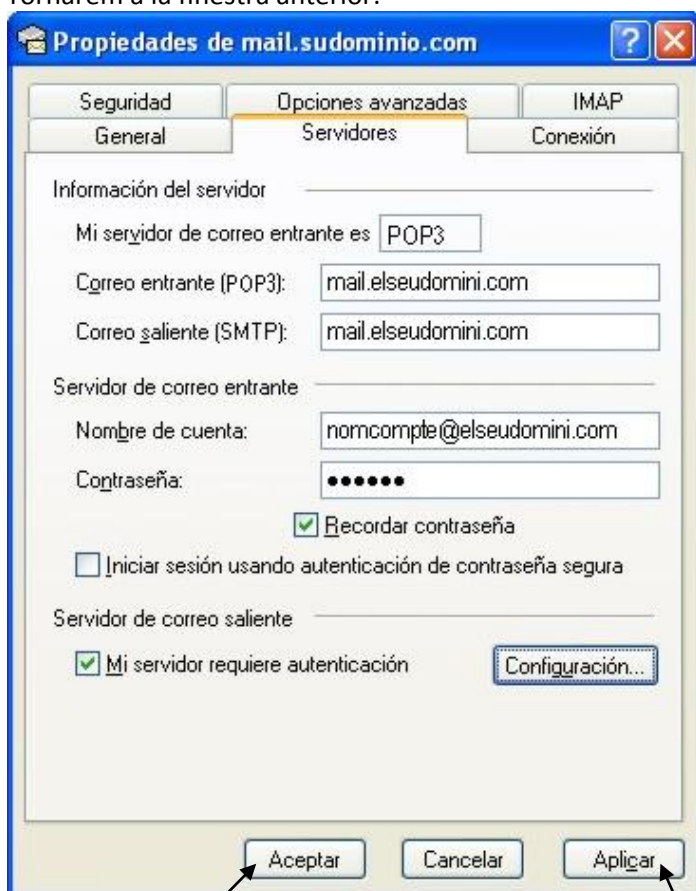 Tornarem a la finestra anterior:
Propiedades de mail.sudominio.com
Seguridad Opciones avanzadas IMAP
General Servidores Conexión
Información del servidor
Mi servidor de correo entrante es POP3
Correo entrante (POP3): mail.elseudomini.com
Correo saliente (SMTP): mail.elseudomini.com
Servidor de correo entrante
Nombre de cuenta: nomcompte@elseudomini.com
Contraseña: ●●●●●●
Recordar contraseña
Iniciar sesión usando autenticación de contraseña segura
Servidor de correo saliente
Mi servidor requiere autenticación Configuración...
Aceptar Cancelar Aplicar